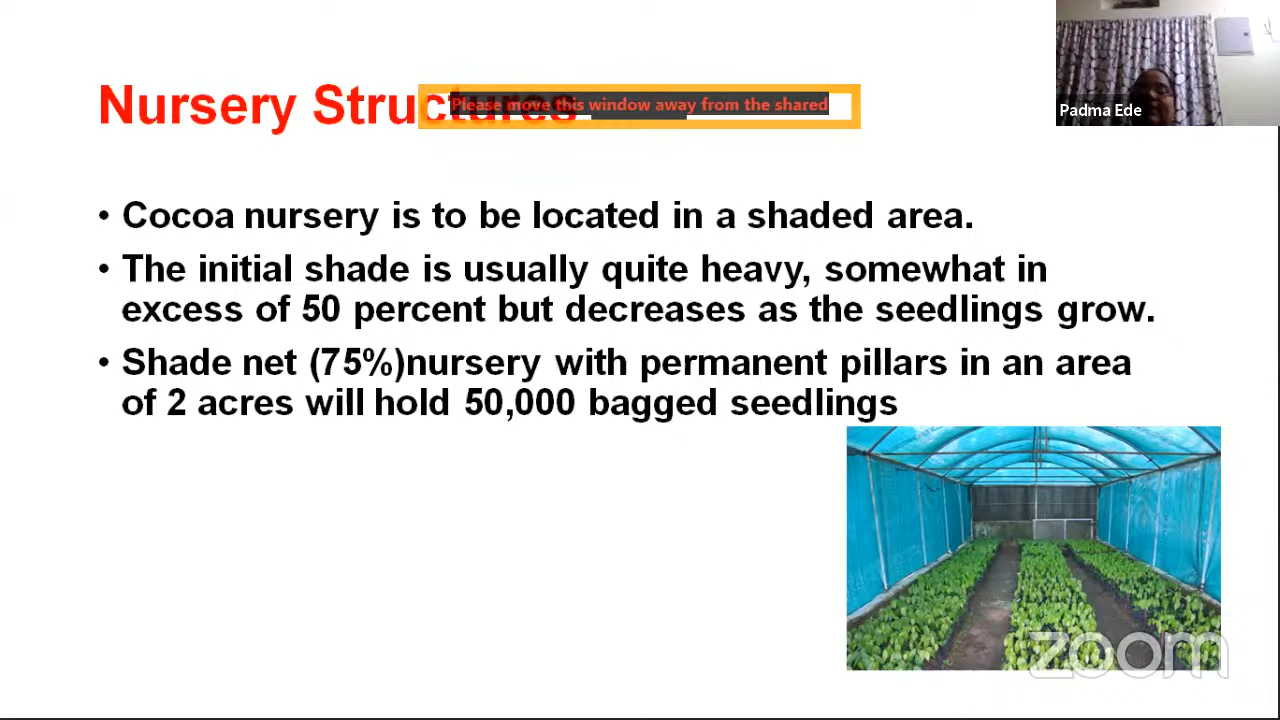 Nursery Structures
Please move this window away from the shared
Padma Ede
• Cocoa nursery is to be located in a shaded area.
• The initial shade is usually quite heavy, somewhat in
excess of 50 percent but decreases as the seedlings grow.
• Shade net (75%)nursery with permanent pillars in an area
of 2 acres will hold 50,000 bagged seedlings
zoom